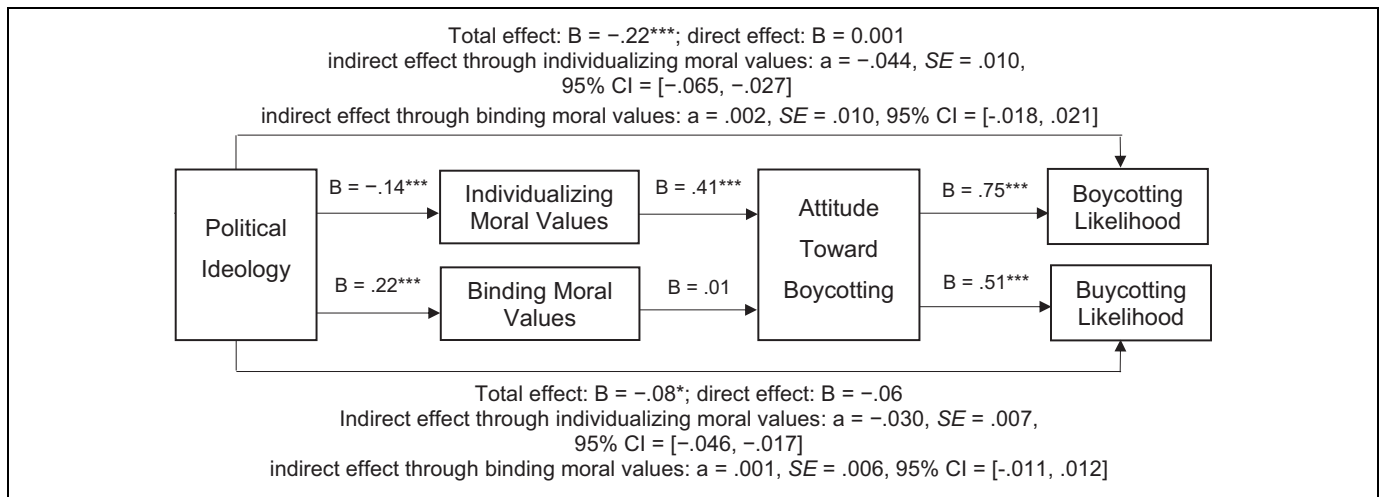 Total effect: B = −.22***; direct effect: B = 0.001
indirect effect through individualizing moral values: a = −.044, SE = .010,
95% CI = [−.065, −.027]
indirect effect through binding moral values: a = .002, SE = .010, 95% CI = [-.018, .021]
Political
Ideology
B = −.14***
B = .22***
Individualizing
Moral Values
Binding Moral
Values
B = .41***
B = .01
Attitude
Toward
Boycotting
B = .75***
B = .51***
Boycotting
Likelihood
Buycotting
Likelihood
Total effect: B = −.08*; direct effect: B = −.06
Indirect effect through individualizing moral values: a = −.030, SE = .007,
95% CI = [−.046, −.017]
indirect effect through binding moral values: a = .001, SE = .006, 95% CI = [-.011, .012]